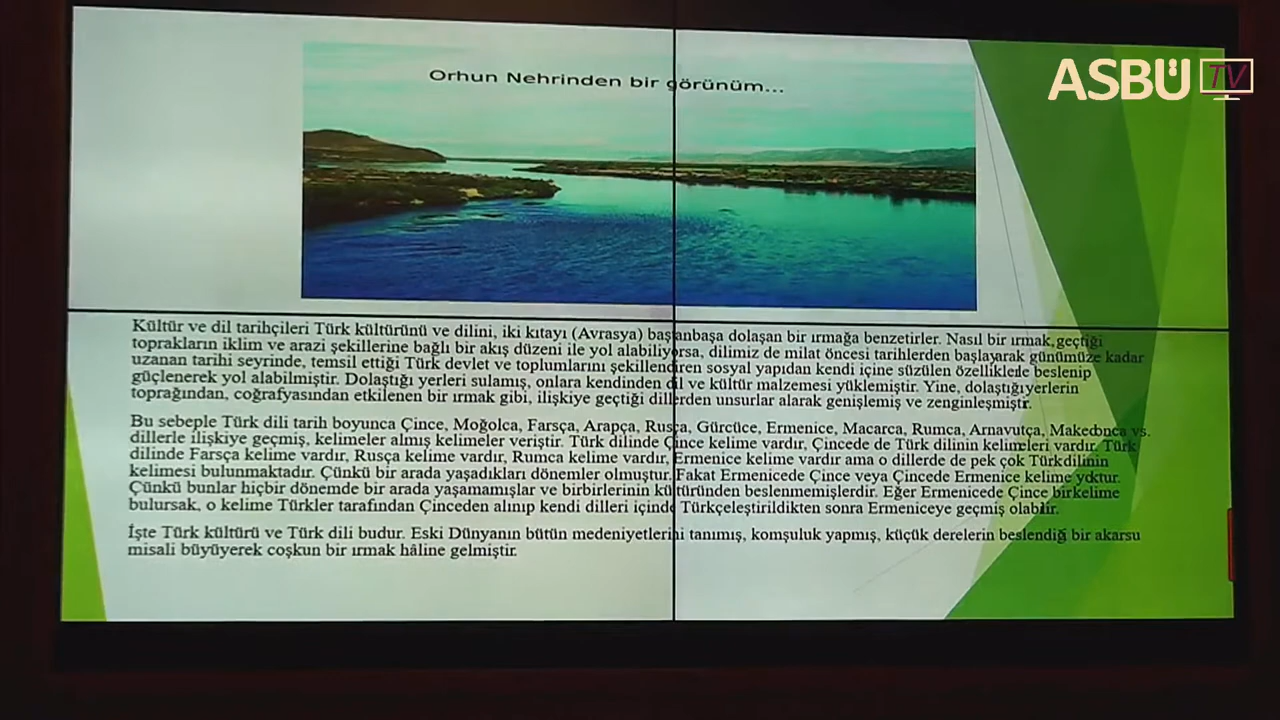 ASBÜ TV
Orhun Nehrinden bir görünüm...
Kültür ve dil tarihçileri Türk kültürünü ve dilini, iki kıtayı (Avrasya) baştanbaşa dolaşan bir ırmağa benzetirler. Nasıl bir ırmak,geçtiği
toprakların iklim ve arazi şekillerine bağlı bir akış düzeni ile yol alabiliyorsa, dilimiz de milat öncesi tarihlerden başlayarak günümüze kadar
uzanan tarihi seyrinde, temsil ettiği Türk devlet ve toplumlarını şekillendiren sosyal yapıdan kendi içine süzülen özelliklerle beslenip
güçlenerek yol alabilmiştir. Dolaştığı yerleri sulamış, onlara kendinden dil ve kültür malzemesi yüklemiştir. Yine, dolaştığı yerlerin
toprağından, coğrafyasından etkilenen bir ırmak gibi, ilişkiye geçtiği dillerden unsurlar alarak genişlemiş ve zenginleşmiştir.
Bu sebeple Türk dili tarih boyunca Çince, Moğolca, Farsça, Arapça, Rusça, Gürcüce, Ermenice, Macarca, Rumca, Arnavutça, Makedonca vs.
dillerle ilişkiye geçmiş, kelimeler almış kelimeler veriştir. Türk dilinde Çince kelime vardır, Çincede de Türk dilinin kelimeleri vardır. Türk
dilinde Farsça kelime vardır, Rusça kelime vardır, Rumca kelime vardır, Ermenice kelime vardır ama o dillerde de pek çok Türk dilinin
kelimesi bulunmaktadır. Çünkü bir arada yaşadıkları dönemler olmuştur. Fakat Ermenicede Çince veya Çincede Ermenice kelime yoktur.
Çünkü bunlar hiçbir dönemde bir arada yaşamamışlar ve birbirlerinin kültüründen beslenmemişlerdir. Eğer Ermenicede Çince bir kelime
bulursak, o kelime Türkler tarafından Çinceden alınıp kendi dilleri içinde Türkçeleştirildikten sonra Ermeniceye geçmiş olabilir.
İşte Türk kültürü ve Türk dili budur. Eski Dünyanın bütün medeniyetlerini tanımış, komşuluk yapmış, küçük derelerin beslendiğ bir akarsu
misali büyüyerek coşkun bir ırmak hâline gelmiştir.